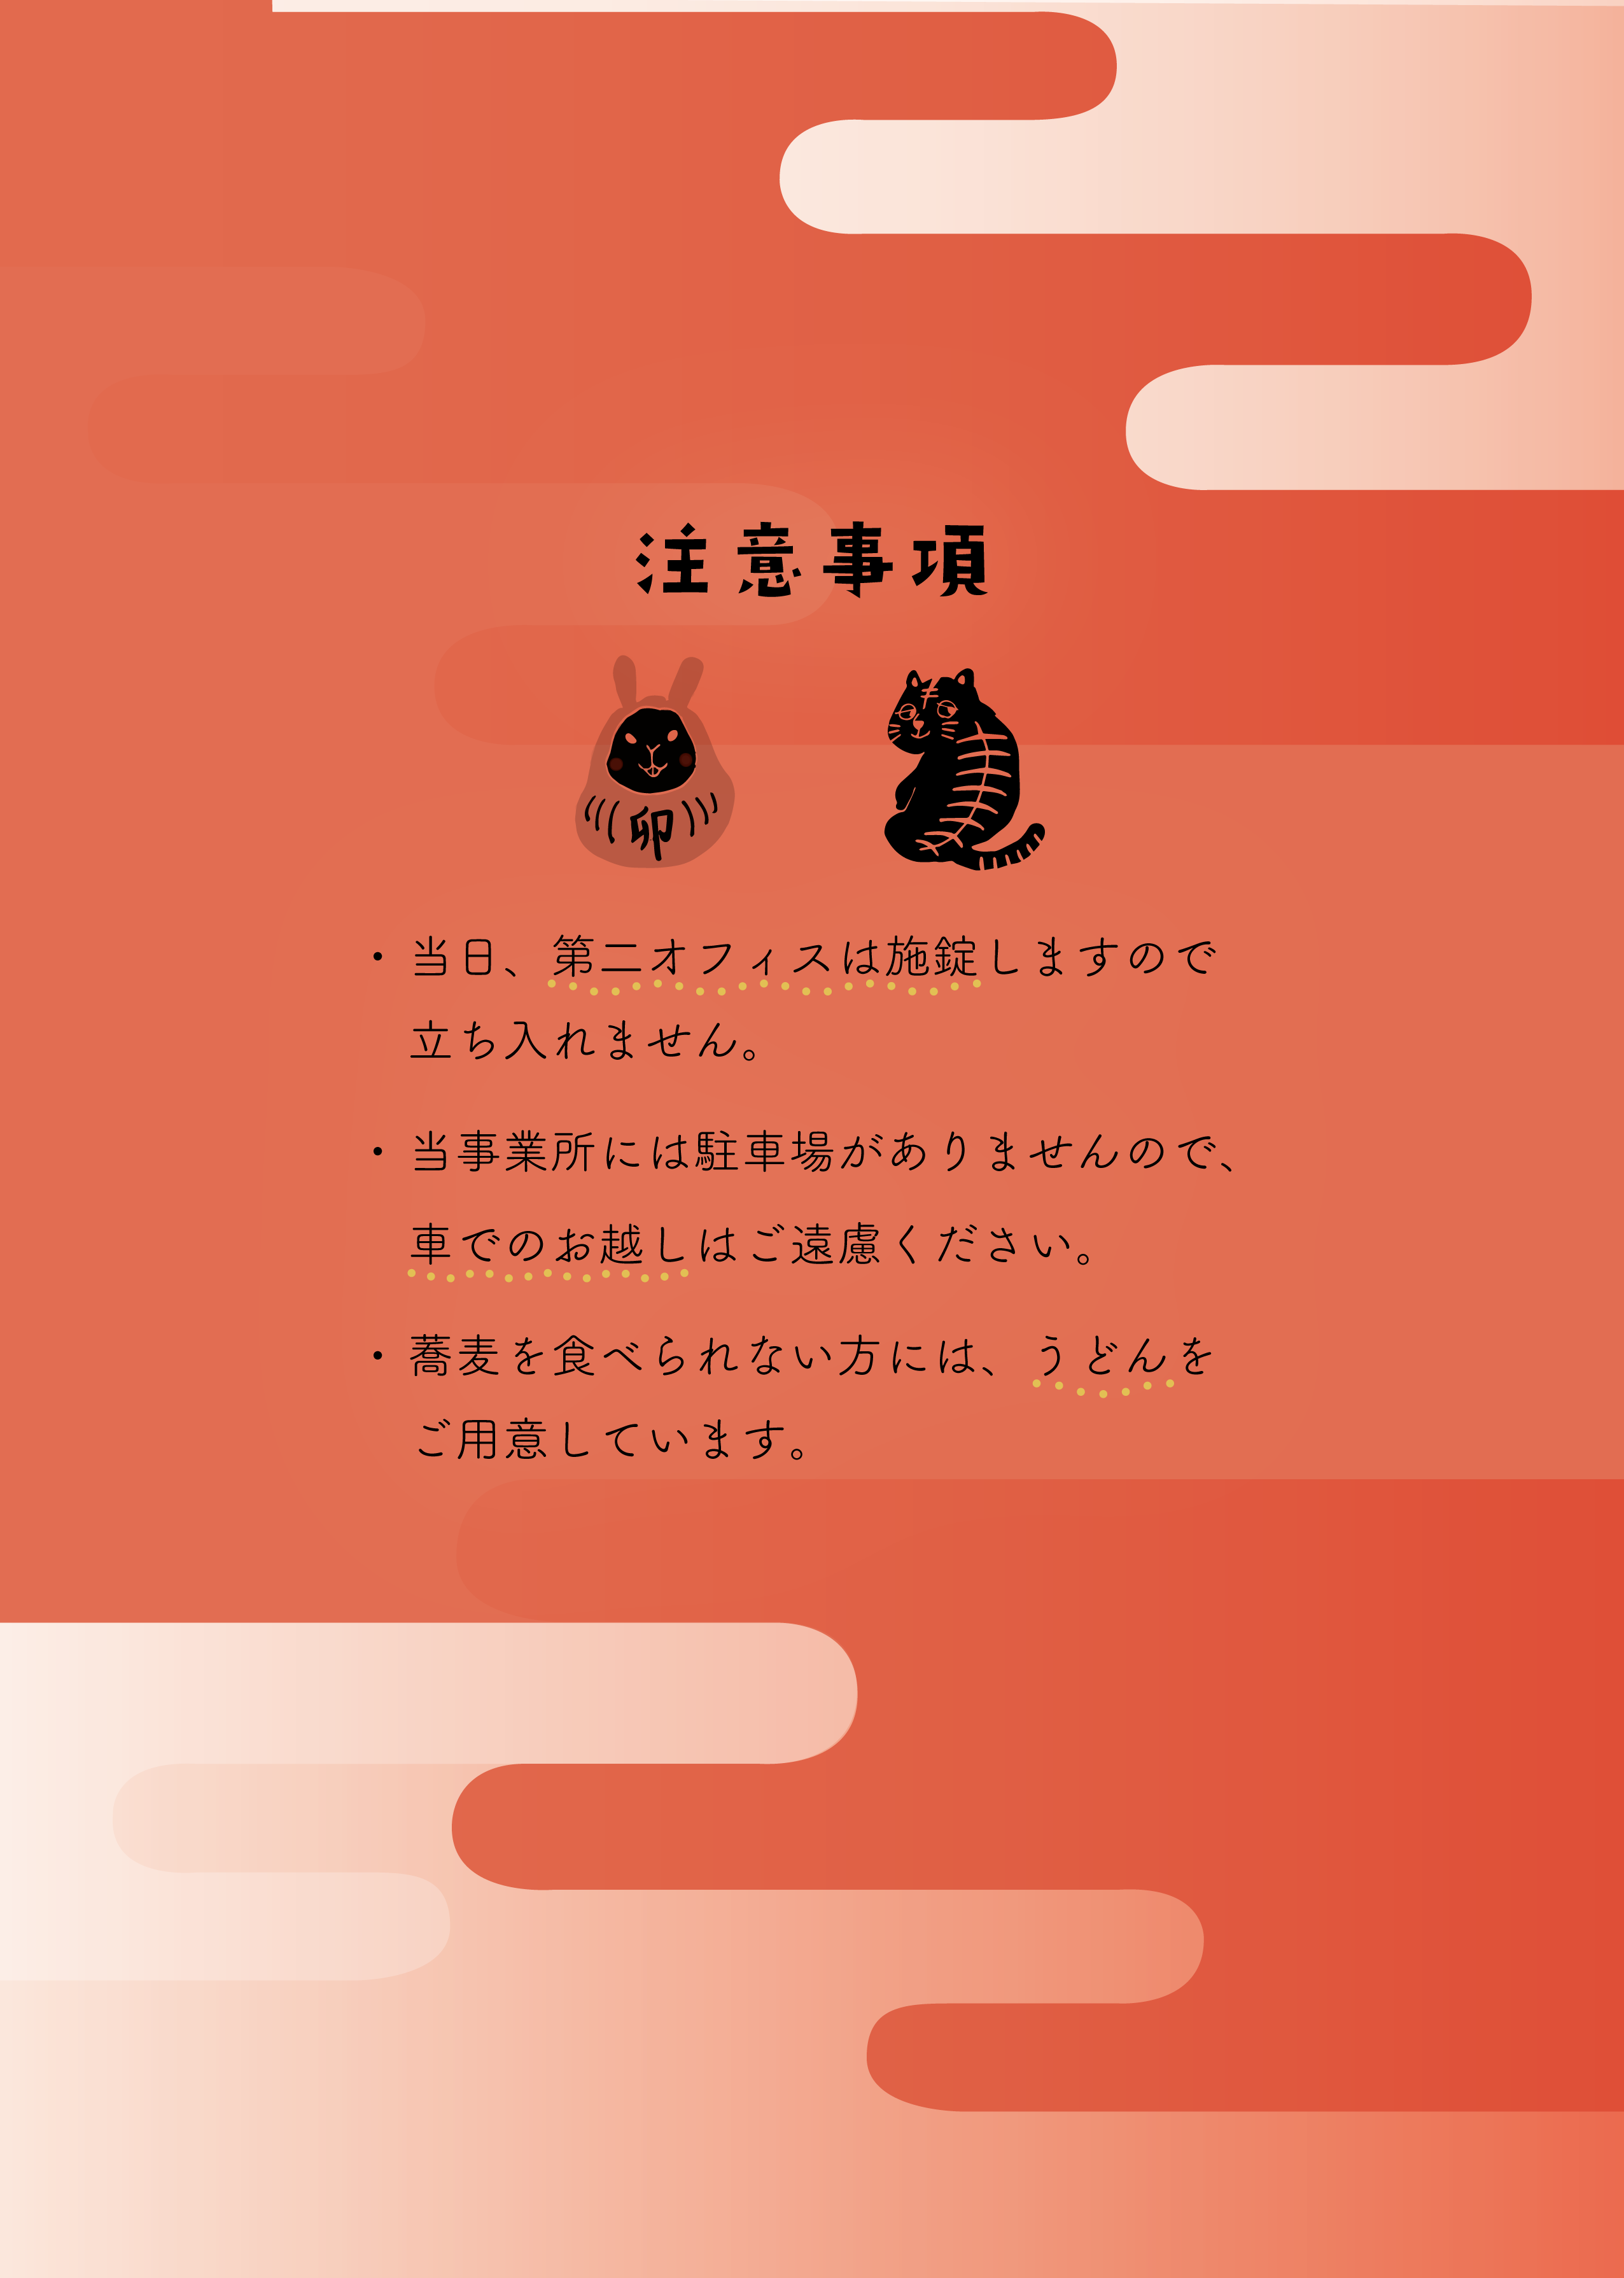 注意事項
卯
・当日、第二オフィスは施錠しますので
立ち入れません。
・当事業所には駐車場がありませんので、
車でのお越しはご遠慮ください。
・蕎麦を食べられない方には、うどんを
ご用意しています。